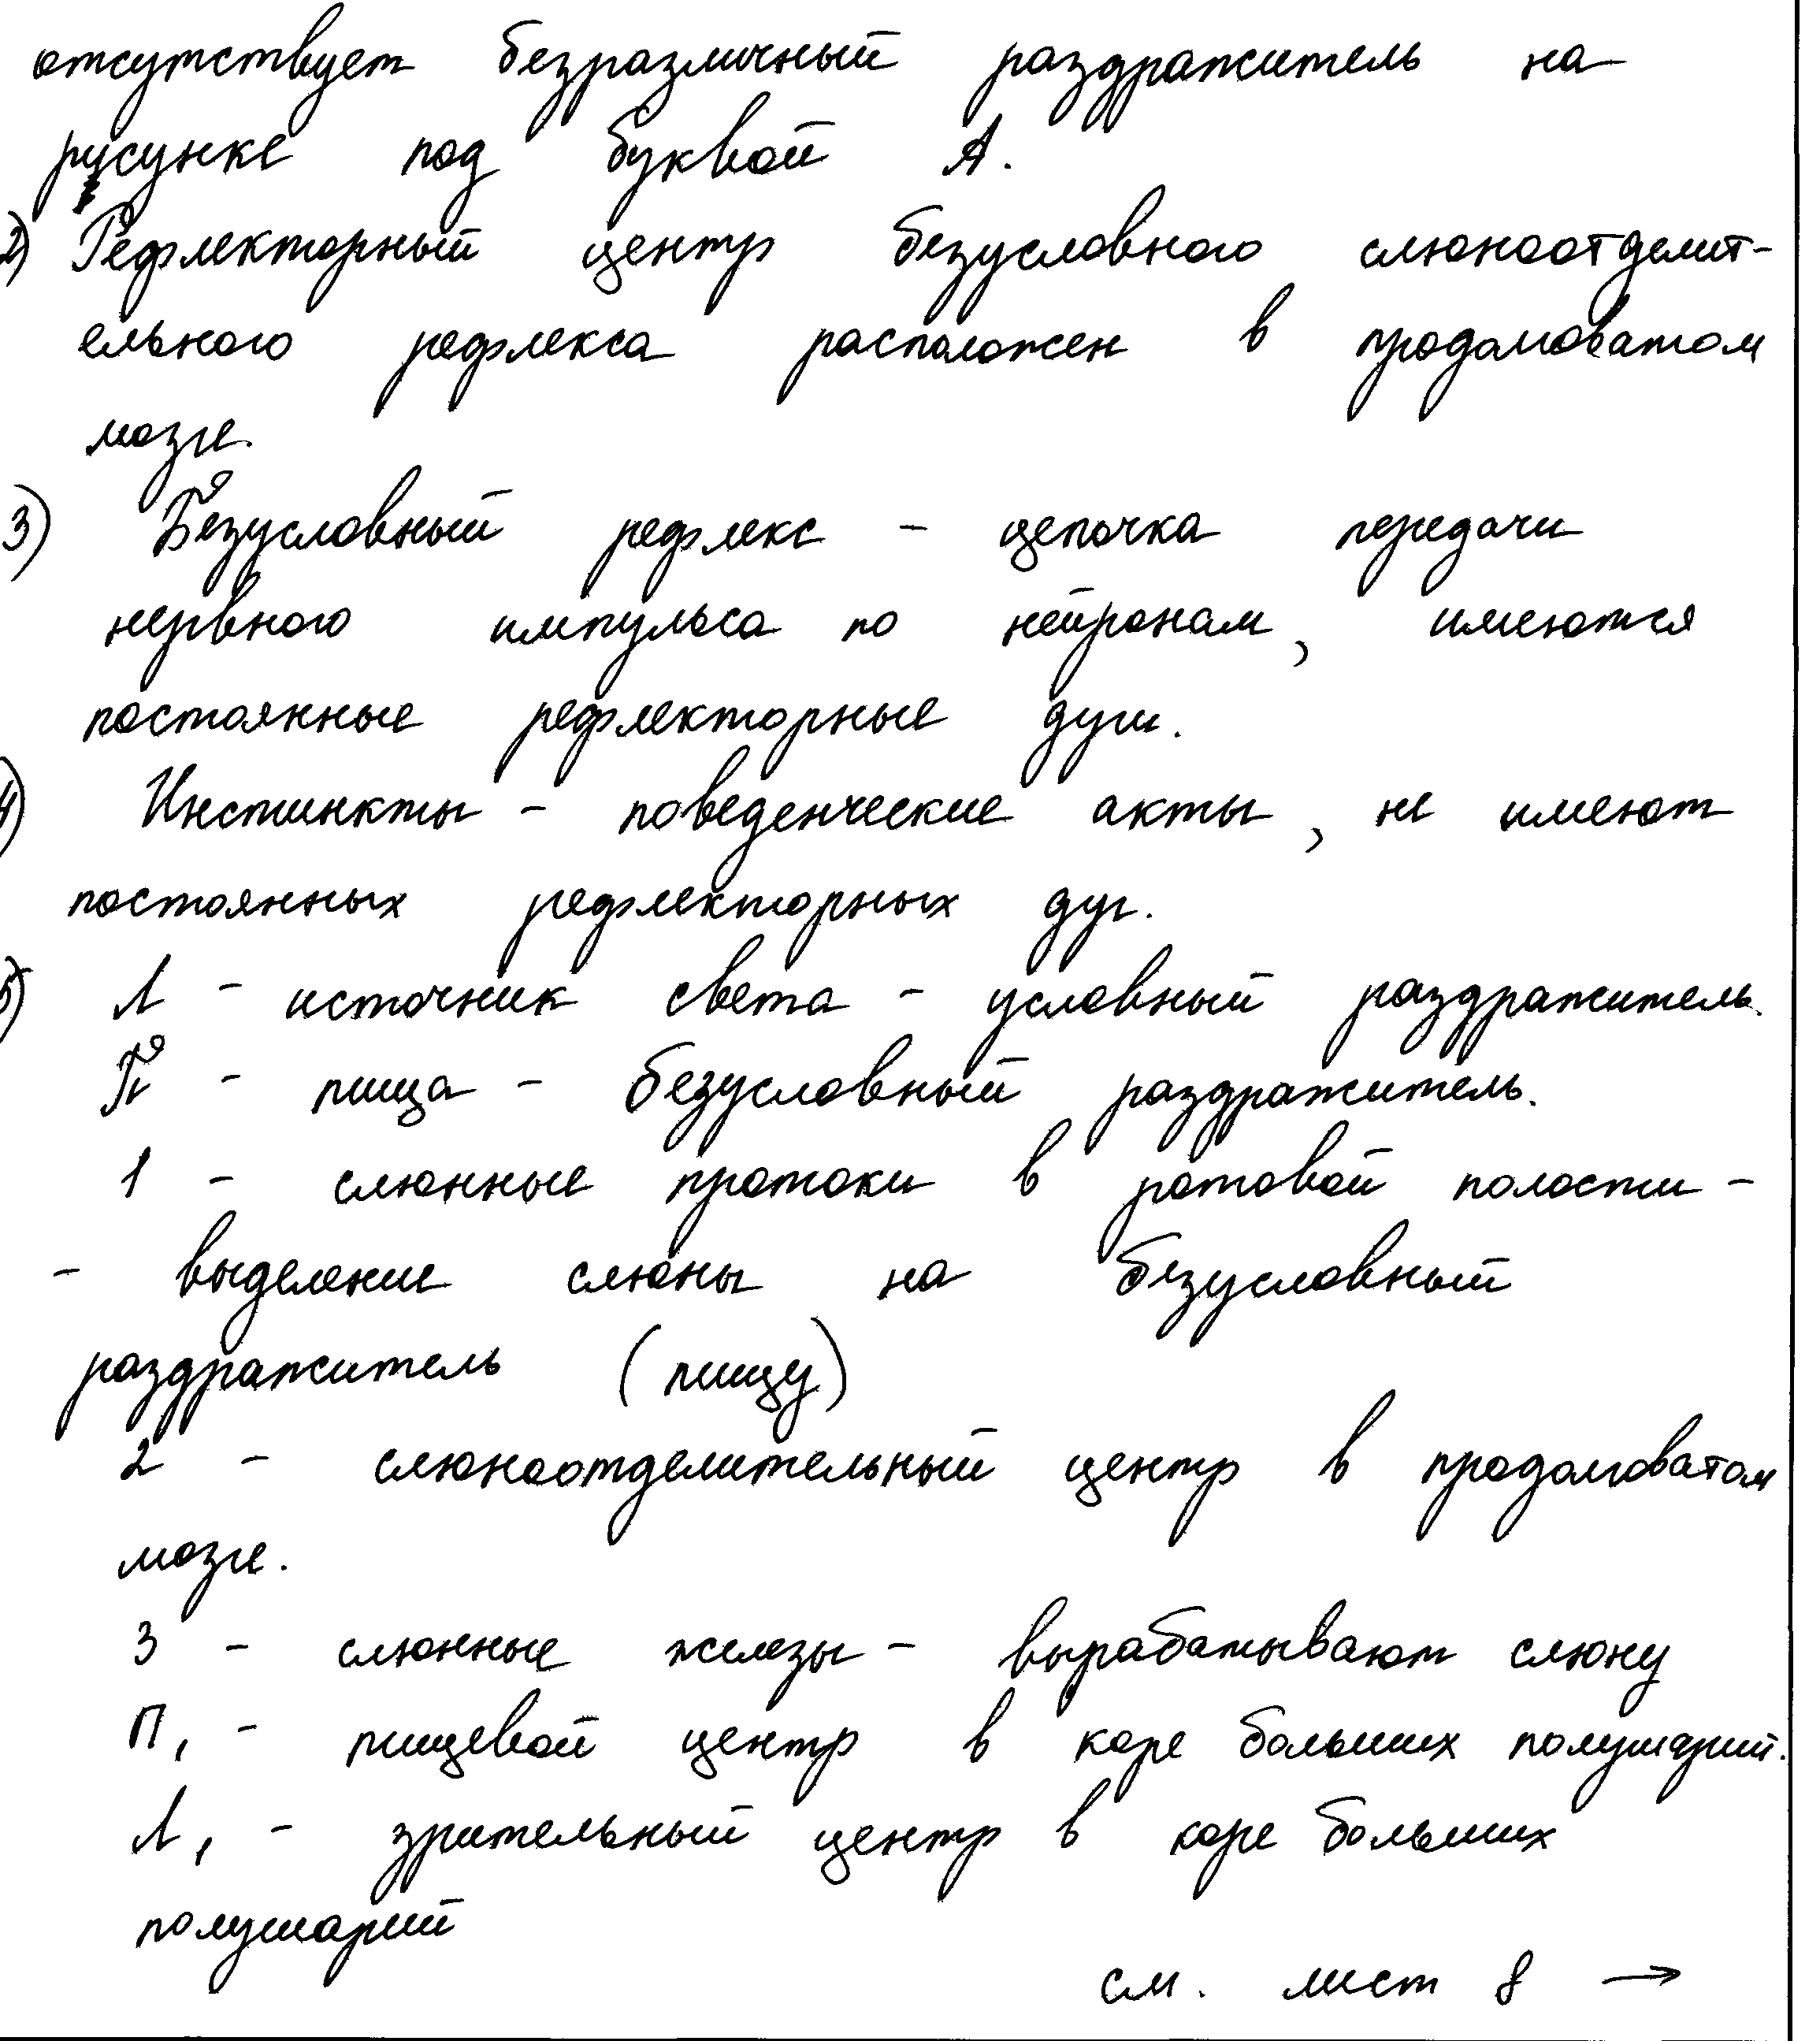 отсутствует безразличный раздражитель на
рисунке под буквой А.
2) Рефлекторный центр безусловного слюноотделит-
ельного рефлекса расположен в продолговатом
мозге.
3) Безусловный рефлекс - цепочка передачи
нервного импульса по нейронам, имеются
постоянные рефлекторные дуги.
4) Инстинкты - поведенческие акты, не имеют
постоянных рефлекторных дуг.
5) Л - источник света - условный раздражитель.
П - пища - безусловный раздражитель.
1 - слюнные протоки в ротовой полости -
- выделение слюны на безусловный
раздражитель (пищу)
2 - слюноотделительный центр в продолговатом
мозге.
3 - слюнные железы - вырабатывают слюну
П, - пищевой центр в коре больших полушарий.
Л, - зрительный центр в коре больших
полушарий
см. лист 8 →